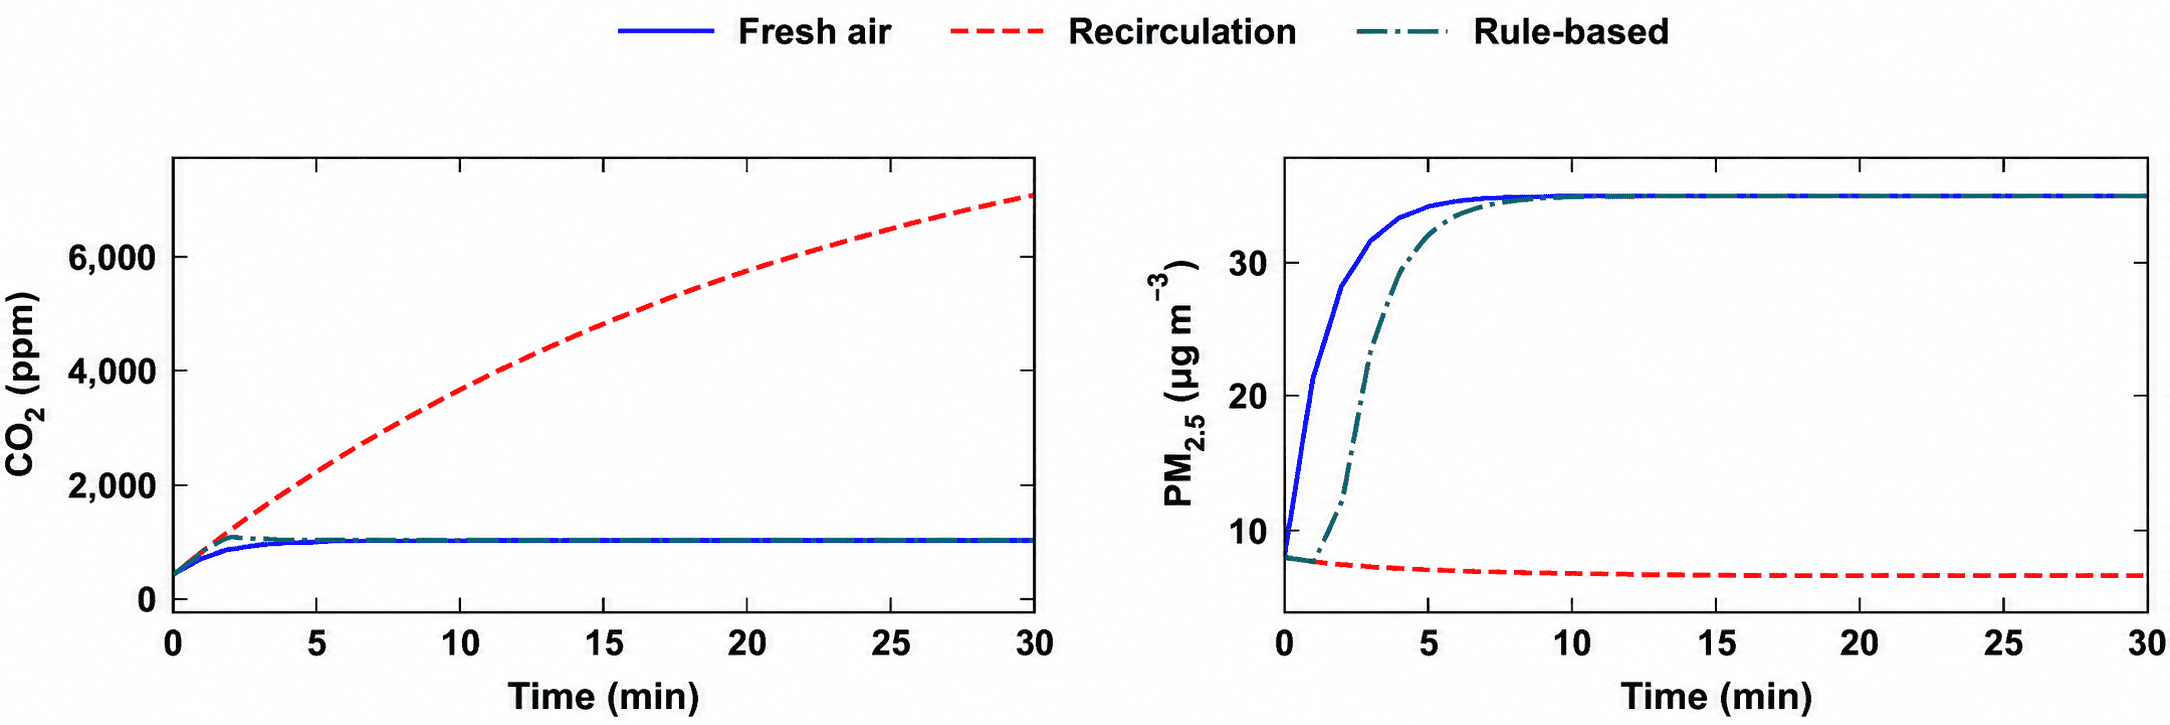 Fresh air Recirculation Rule-based
CO2 (ppm)
6,000
4,000
2,000
0
0 5 10 15 20 25 30
Time (min)
PM2.5 (µg m−3)
30
20
10
0 5 10 15 20 25 30
Time (min)